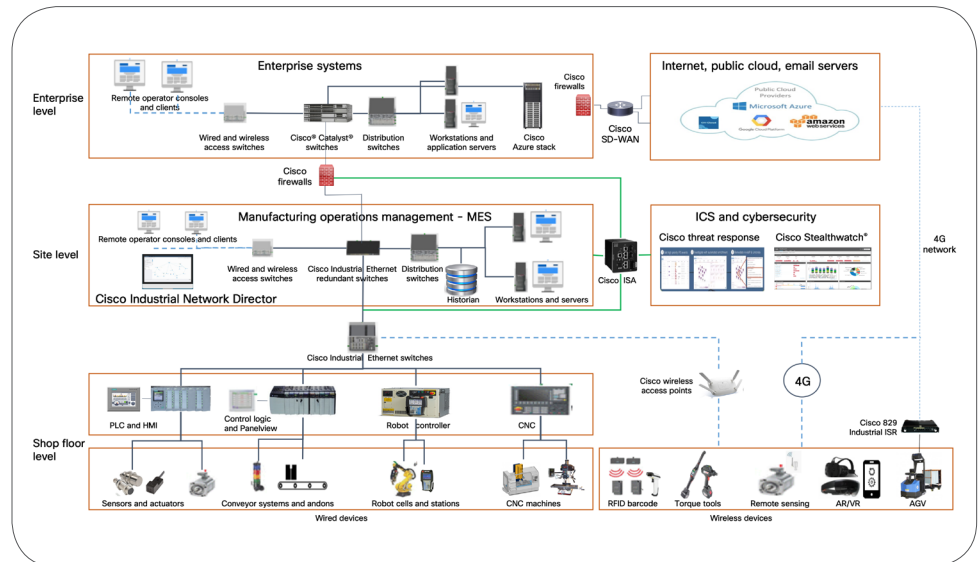 Enterprise systems
Internet, public cloud, email servers
Enterprise
level
Remote operator consoles
and clients
Wired and wireless
access switches
Cisco® Catalyst®
switches
Distribution
switches
Workstations and
application servers
Cisco
Azure stack
Cisco
firewalls
Cisco
SD-WAN
Public Cloud
Providers
Microsoft Azure
Google Cloud Platform
amazon
webservices
Cisco
firewalls
Manufacturing operations management - MES
ICS and cybersecurity
Site level
Remote operator consoles and clients
Wired and wireless
access switches
Cisco Industrial Ethernet
redundant switches
Distribution
switches
Historian
Workstations and servers
Cisco Industrial Network Director
Cisco ISA
Cisco threat response
Cisco Stealthwatch®
4G
network
Cisco Industrial Ethernet switches
Cisco wireless
access points
4G
Cisco 829
Industrial ISR
Shop floor
level
PLC and HMI
Control logic
and Panelview
Robot controller
CNC
Sensors and actuators
Conveyor systems and andons
Robot cells and stations
CNC machines
Wired devices
RFID barcode
Torque tools
Remote sensing
AR/VR
AGV
Wireless devices